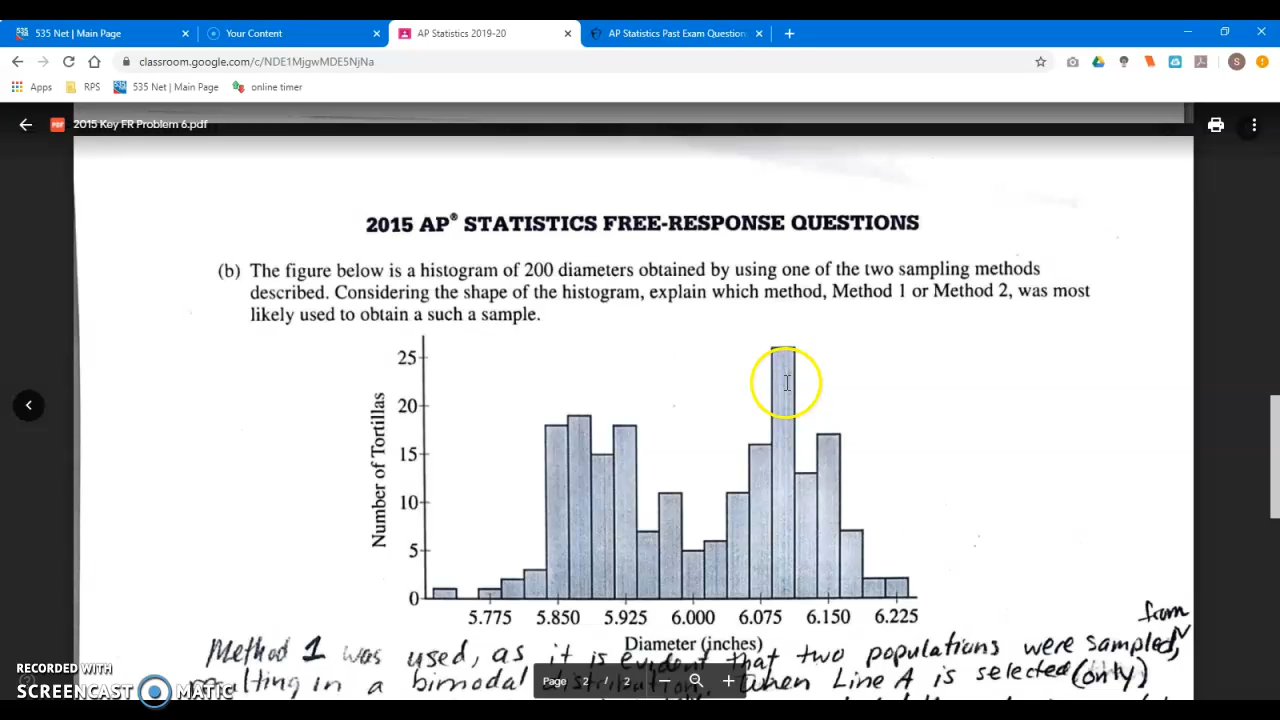 535 Net | Main Page
Your Content
AP Statistics 2019-20
AP Statistics Past Exam Question
classroom.google.com/c/NDE1MjgwMDE5NjNa
Apps
RPS
535 Net | Main Page
online timer
S
PDF
2015 Key FR Problem 6.pdf
2015 AP® STATISTICS FREE-RESPONSE QUESTIONS
(b) The figure below is a histogram of 200 diameters obtained by using one of the two sampling methods
described. Considering the shape of the histogram, explain which method, Method 1 or Method 2, was most
likely used to obtain a such a sample.
25
20
15
10
5
0
Number of Tortillas
5.775 5.850 5.925 6.000 6.075 6.150 6.225
Diameter (inches)
from
Method 1 was used, as it is evident that two populations were sampled,
in a bimodal distribution. When Line A is selected (only)
Page 2 / 2
RECORDED WITH
SCREENCAST MATIC